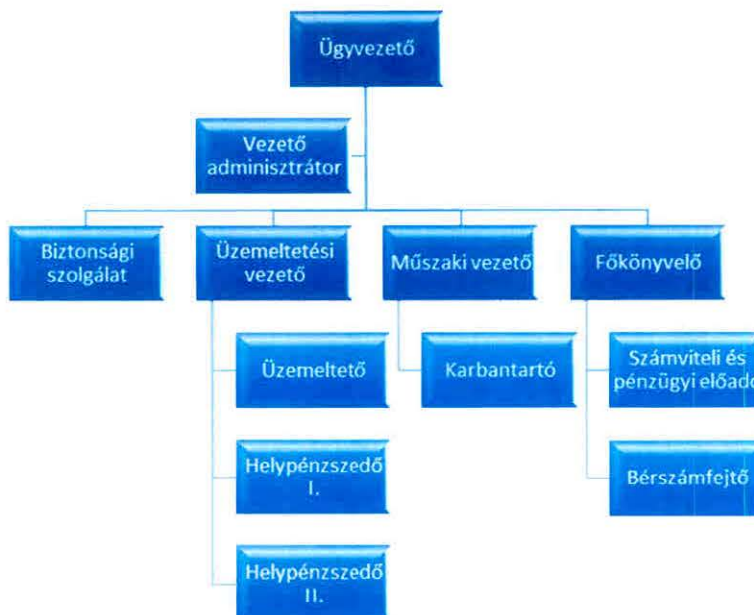 Ügyvezető
Vezető
adminisztrátor
Biztonsági
szolgálat
Üzemeltetési
vezető
Műszaki vezető
Főkönyvelő
Üzemeltető
Karbantartó
Számviteli és
pénzügyi előadó
Helypénzszedő
I.
Bérszámfejtő
Helypénzszedő
II.